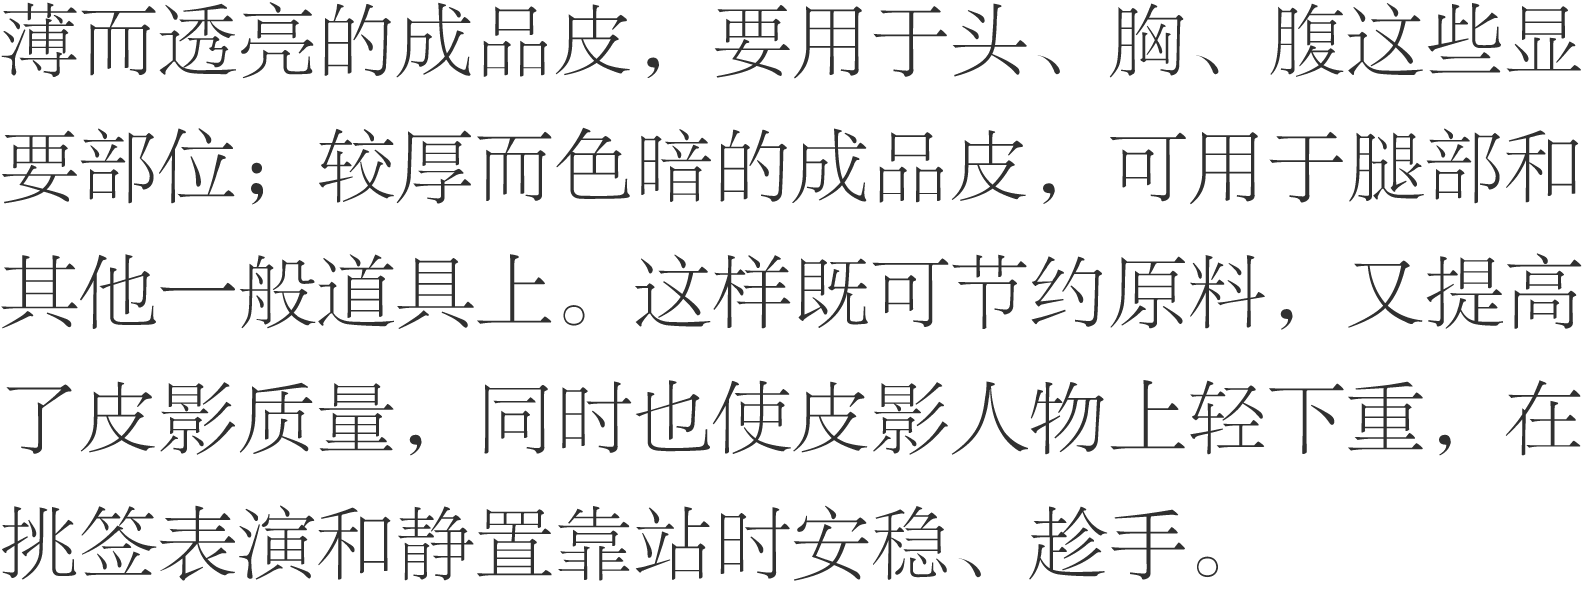 薄而透亮的成品皮，要用于头、胸、腹这些显
要部位；较厚而色暗的成品皮，可用于腿部和
其他一般道具上。这样既可节约原料，又提高
了皮影质量，同时也使皮影人物上轻下重，在
挑签表演和静置靠站时安稳、趁手。